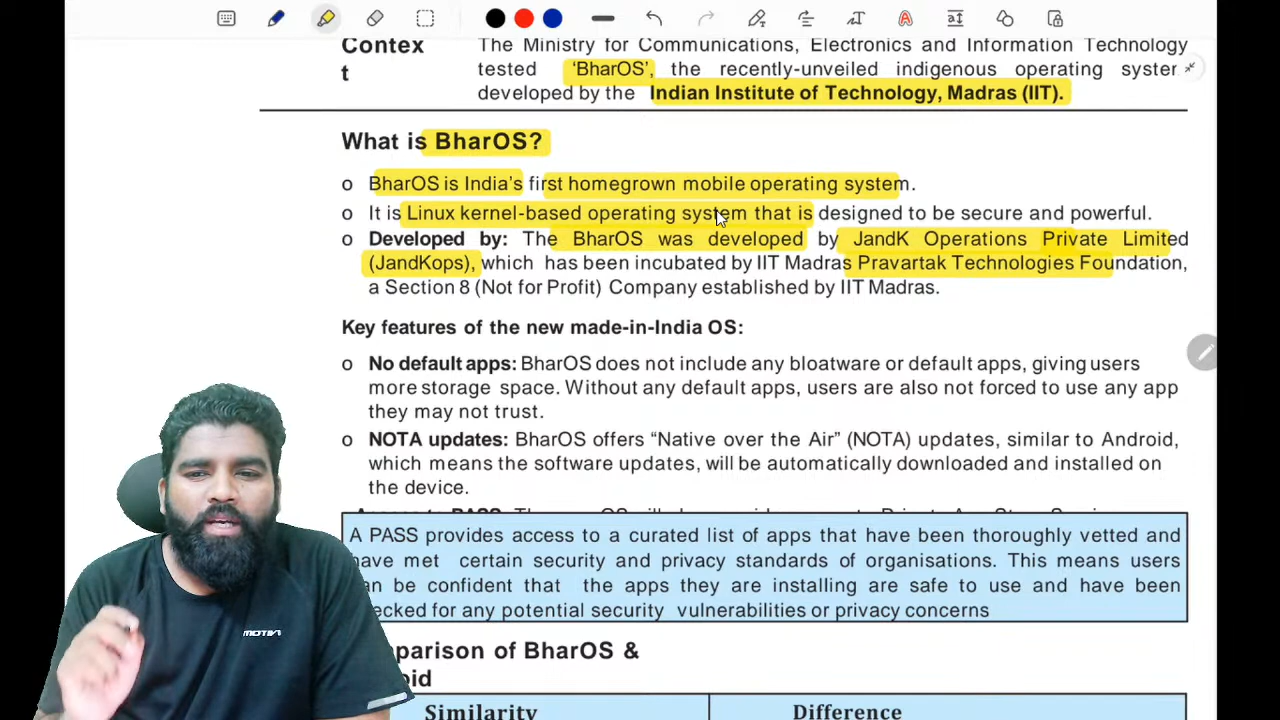 Contex
t
The Ministry for Communications, Electronics and Information Technology
tested ‘BharOS’, the recently-unveiled indigenous operating system
developed by the Indian Institute of Technology, Madras (IIT).
What is BharOS?
o BharOS is India’s first homegrown mobile operating system.
o It is Linux kernel-based operating system that is designed to be secure and powerful.
o Developed by: The BharOS was developed by JandK Operations Private Limited
(JandKops), which has been incubated by IIT Madras Pravartak Technologies Foundation,
a Section 8 (Not for Profit) Company established by IIT Madras.
Key features of the new made-in-India OS:
o No default apps: BharOS does not include any bloatware or default apps, giving users
more storage space. Without any default apps, users are also not forced to use any app
they may not trust.
o NOTA updates: BharOS offers “Native over the Air” (NOTA) updates, similar to Android,
which means the software updates, will be automatically downloaded and installed on
the device.
A PASS provides access to a curated list of apps that have been thoroughly vetted and
have met certain security and privacy standards of organisations. This means users
can be confident that the apps they are installing are safe to use and have been
checked for any potential security vulnerabilities or privacy concerns
parison of BharOS &
oid
Similarity Difference
MOTIV